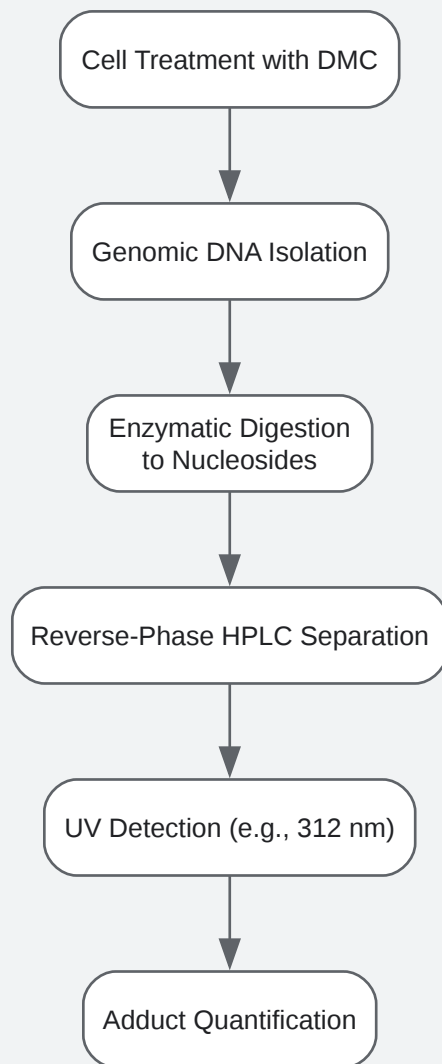 Cell Treatment with DMC
Genomic DNA Isolation
Enzymatic Digestion
to Nucleosides
Reverse-Phase HPLC Separation
UV Detection (e.g., 312 nm)
Adduct Quantification